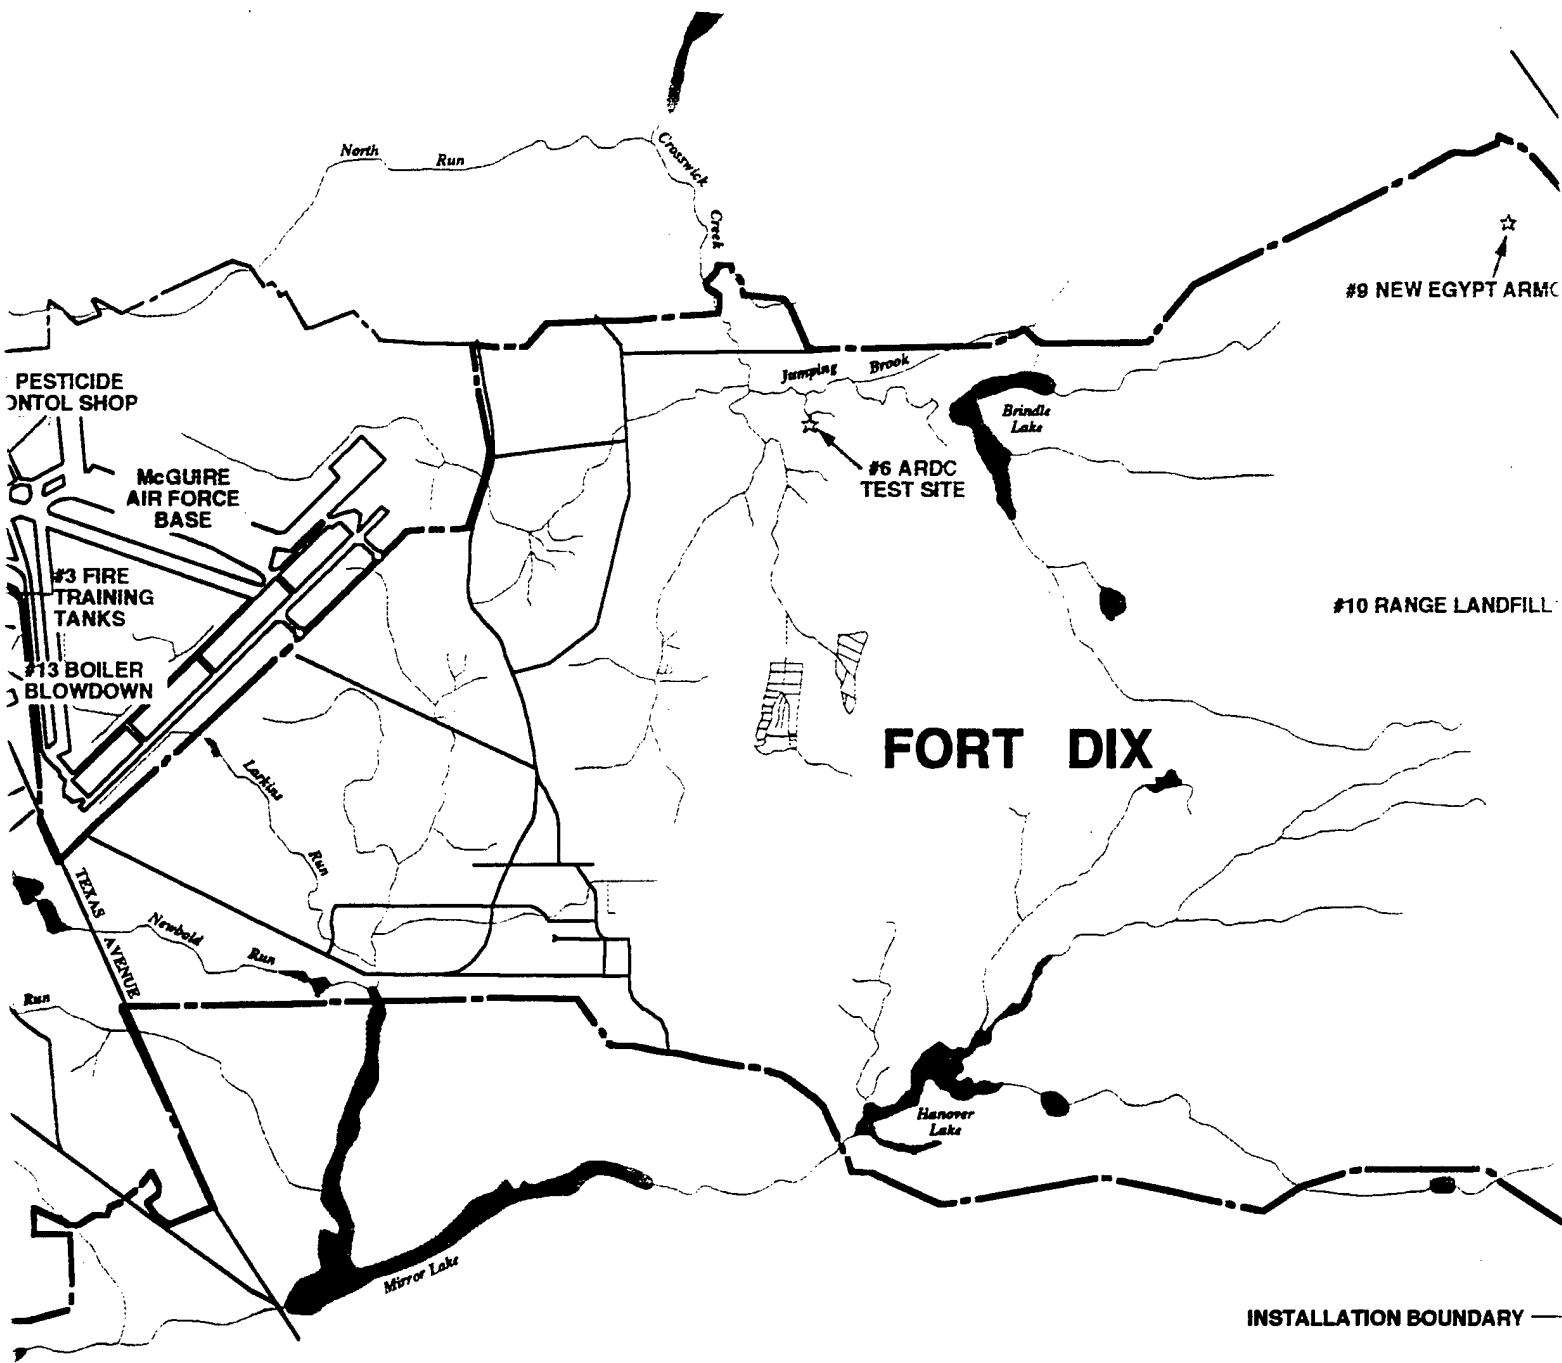 North Run
Crosswick
Creek
#9 NEW EGYPT ARMO
Jumping Brook
PESTICIDE
ONTOL SHOP
Brindle
Lake
#6 ARDC
TEST SITE
McGUIRE
AIR FORCE
BASE
#3 FIRE
TRAINING
TANKS
#10 RANGE LANDFILL
#13 BOILER
BLOWDOWN
FORT DIX
Larkins
Run
TEXAS AVENUE
Newbold Run
Run
Hanover
Lake
Mirror Lake
INSTALLATION BOUNDARY